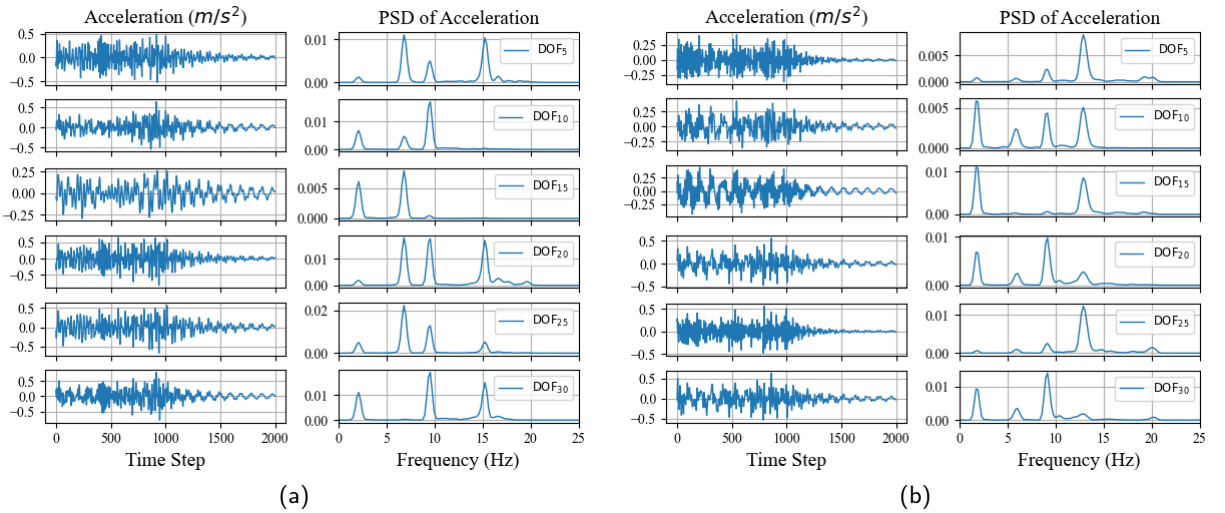 Acceleration (m/s²)
PSD of Acceleration
0.5
0.0
−0.5
0.01
0.00
DOF5
0.5
0.0
−0.5
0.01
0.00
DOF10
0.25
0.00
−0.25
0.005
0.000
DOF15
0.5
0.0
−0.5
0.01
0.00
DOF20
0.5
0.0
−0.5
0.02
0.00
DOF25
0.5
0.0
−0.5
0.01
0.00
DOF30
0 500 1000 1500 2000
0 5 10 15 20 25
Time Step
Frequency (Hz)
(a)
Acceleration (m/s²)
PSD of Acceleration
0.25
0.00
−0.25
0.005
0.000
DOF5
0.25
0.00
−0.25
0.005
0.000
DOF10
0.25
0.00
−0.25
0.01
0.00
DOF15
0.5
0.0
−0.5
0.01
0.00
DOF20
0.5
0.0
−0.5
0.01
0.00
DOF25
0.5
0.0
−0.5
0.01
0.00
DOF30
0 500 1000 1500 2000
0 5 10 15 20 25
Time Step
Frequency (Hz)
(b)